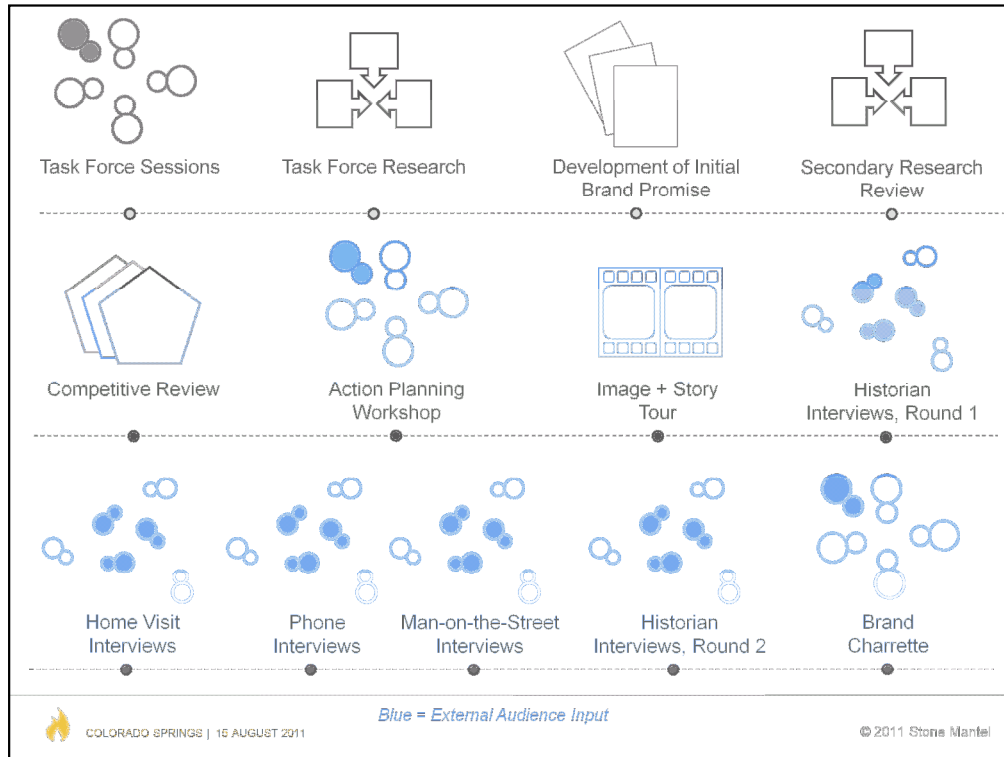 Task Force Sessions
Task Force Research
Development of Initial
Brand Promise
Secondary Research
Review
Competitive Review
Action Planning
Workshop
Image + Story
Tour
Historian
Interviews, Round 1
Home Visit
Interviews
Phone
Interviews
Man-on-the-Street
Interviews
Historian
Interviews, Round 2
Brand
Charrette
Blue = External Audience Input
COLORADO SPRINGS | 15 AUGUST 2011
© 2011 Stone Mantel